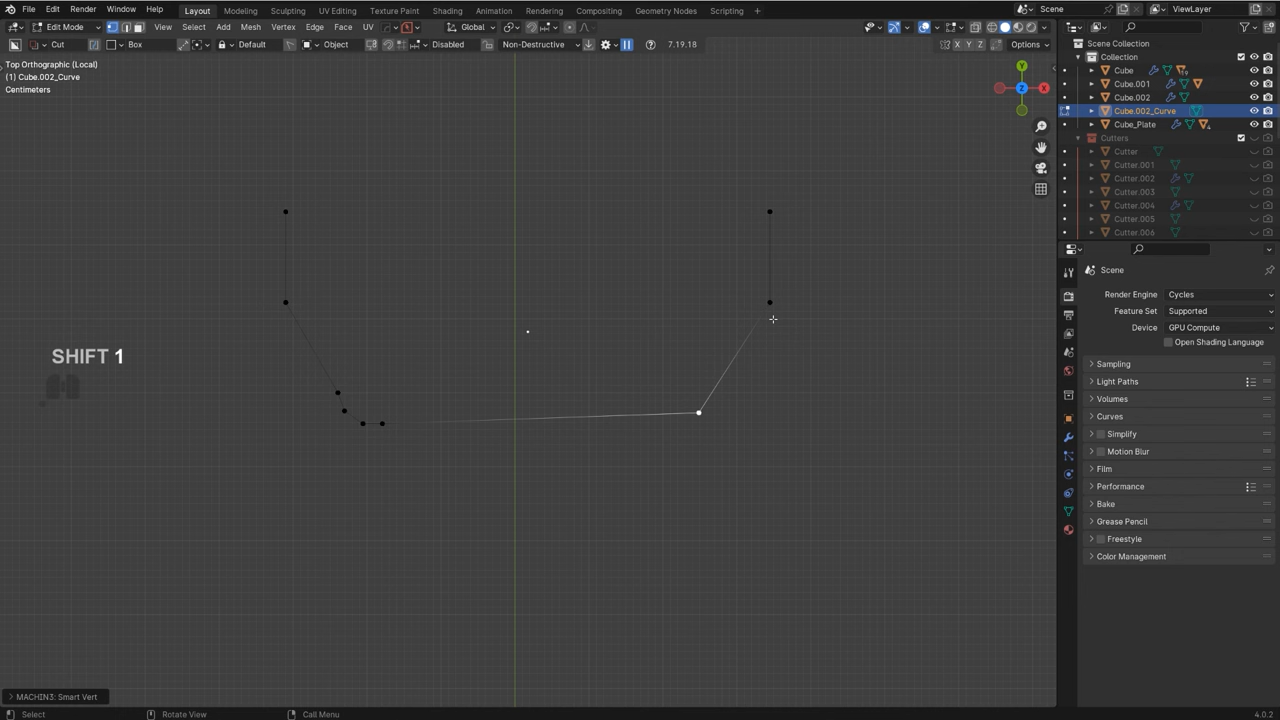 File Edit Render Window Help Layout Modeling Sculpting UV Editing Texture Paint Shading Animation Rendering Compositing Geometry Nodes Scripting + Scene ViewLayer
Edit Mode View Select Add Mesh Vertex Edge Face UV Global
Cut Box Default Object Disabled Non-Destructive 7.19.18 X Y Z Options
Top Orthographic (Local)
(1) Cube.002_Curve
Centimeters
Y
Z
X
SHIFT 1
MACHIN3: Smart Vert
Scene Collection
Collection
Cube 19
Cube.001
Cube.002
Cube.002_Curve
Cube_Plate 4
Cutters
Cutter
Cutter.001
Cutter.002
Cutter.003
Cutter.004
Cutter.005
Cutter.006
Scene
Render Engine Cycles
Feature Set Supported
Device GPU Compute
Open Shading Language
Sampling
Light Paths
Volumes
Curves
Simplify
Motion Blur
Film
Performance
Bake
Grease Pencil
Freestyle
Color Management
Select Rotate View Call Menu 4.0.2